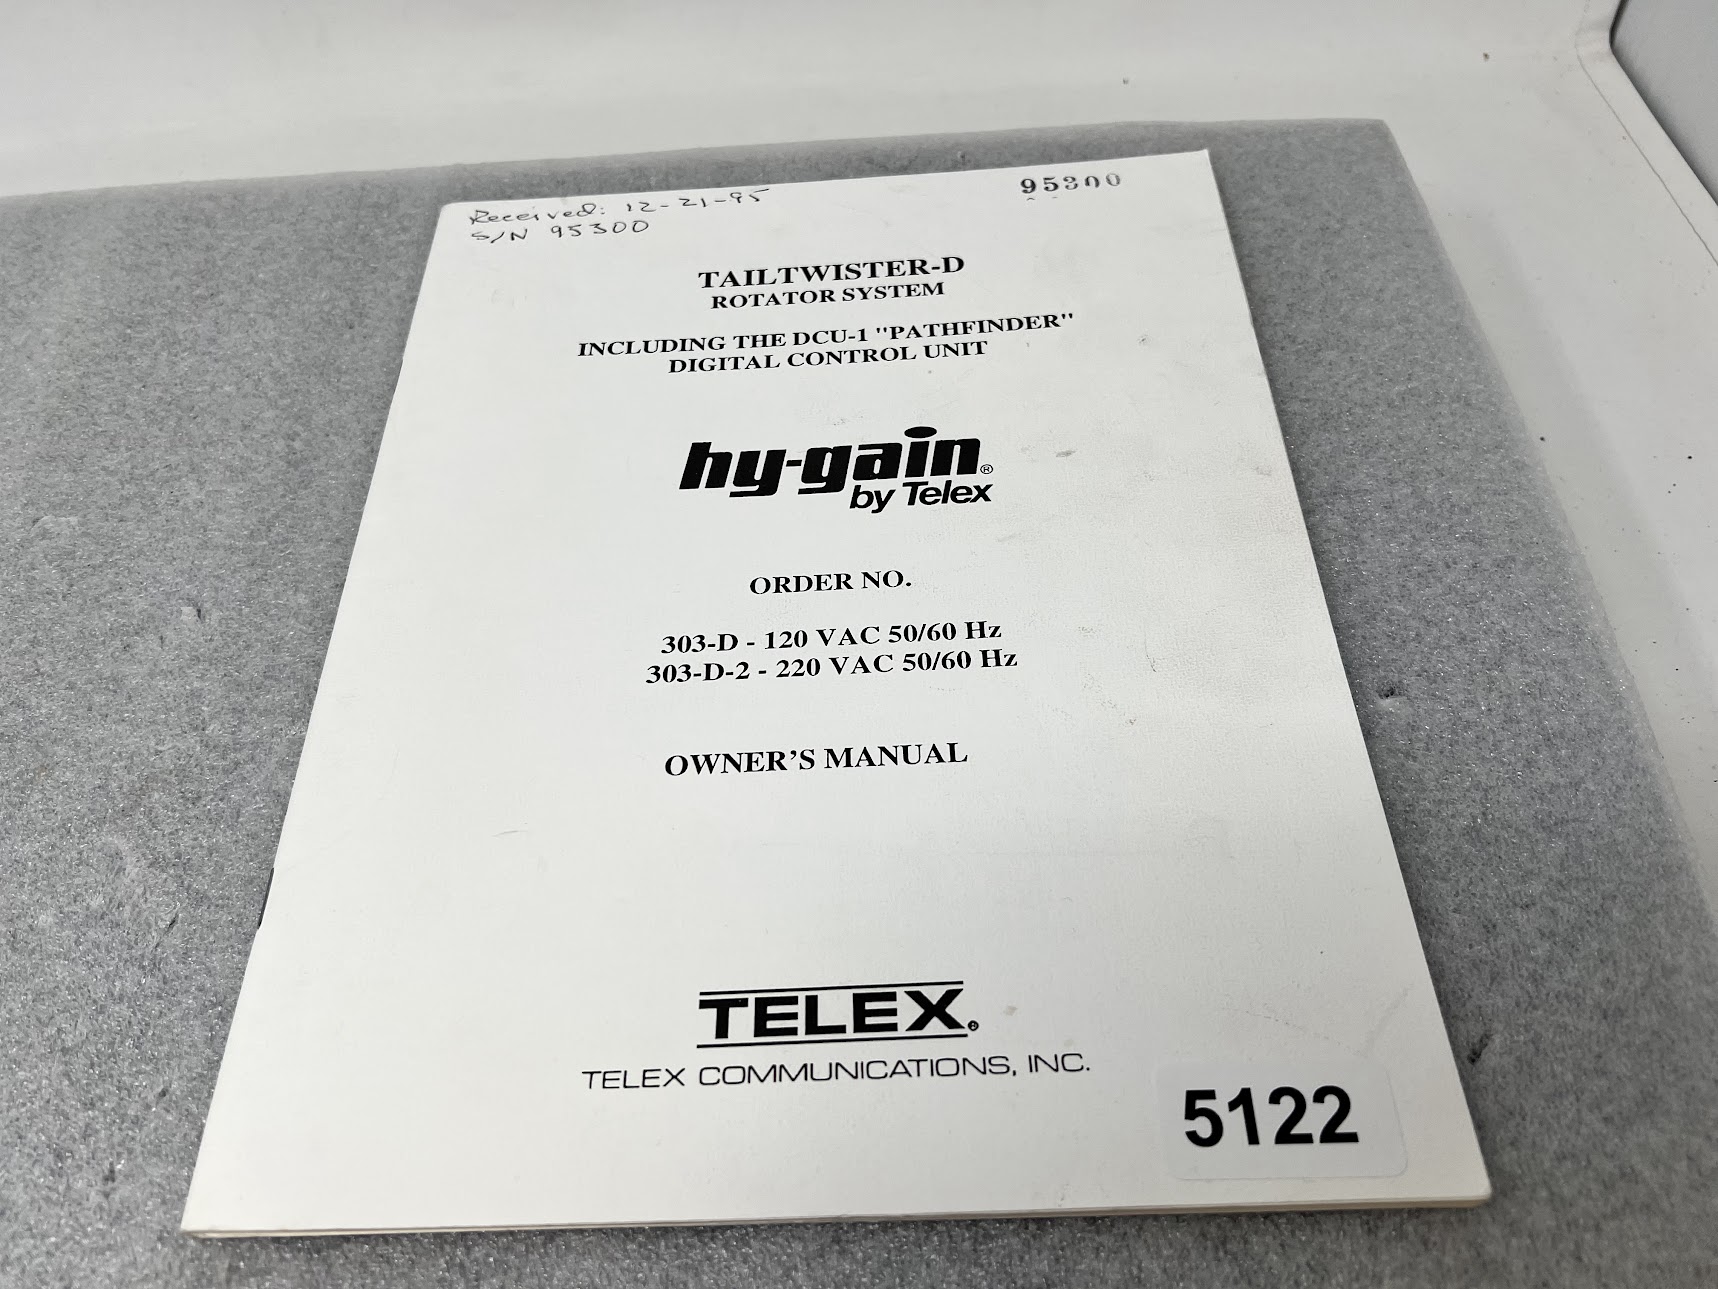 Received: 12-21-95
S/N 95300
95300
TAILTWISTER-D
ROTATOR SYSTEM
INCLUDING THE DCU-1 "PATHFINDER"
DIGITAL CONTROL UNIT
hy-gain®
by Telex
ORDER NO.
303-D - 120 VAC 50/60 Hz
303-D-2 - 220 VAC 50/60 Hz
OWNER'S MANUAL
TELEX®
TELEX COMMUNICATIONS, INC.
5122